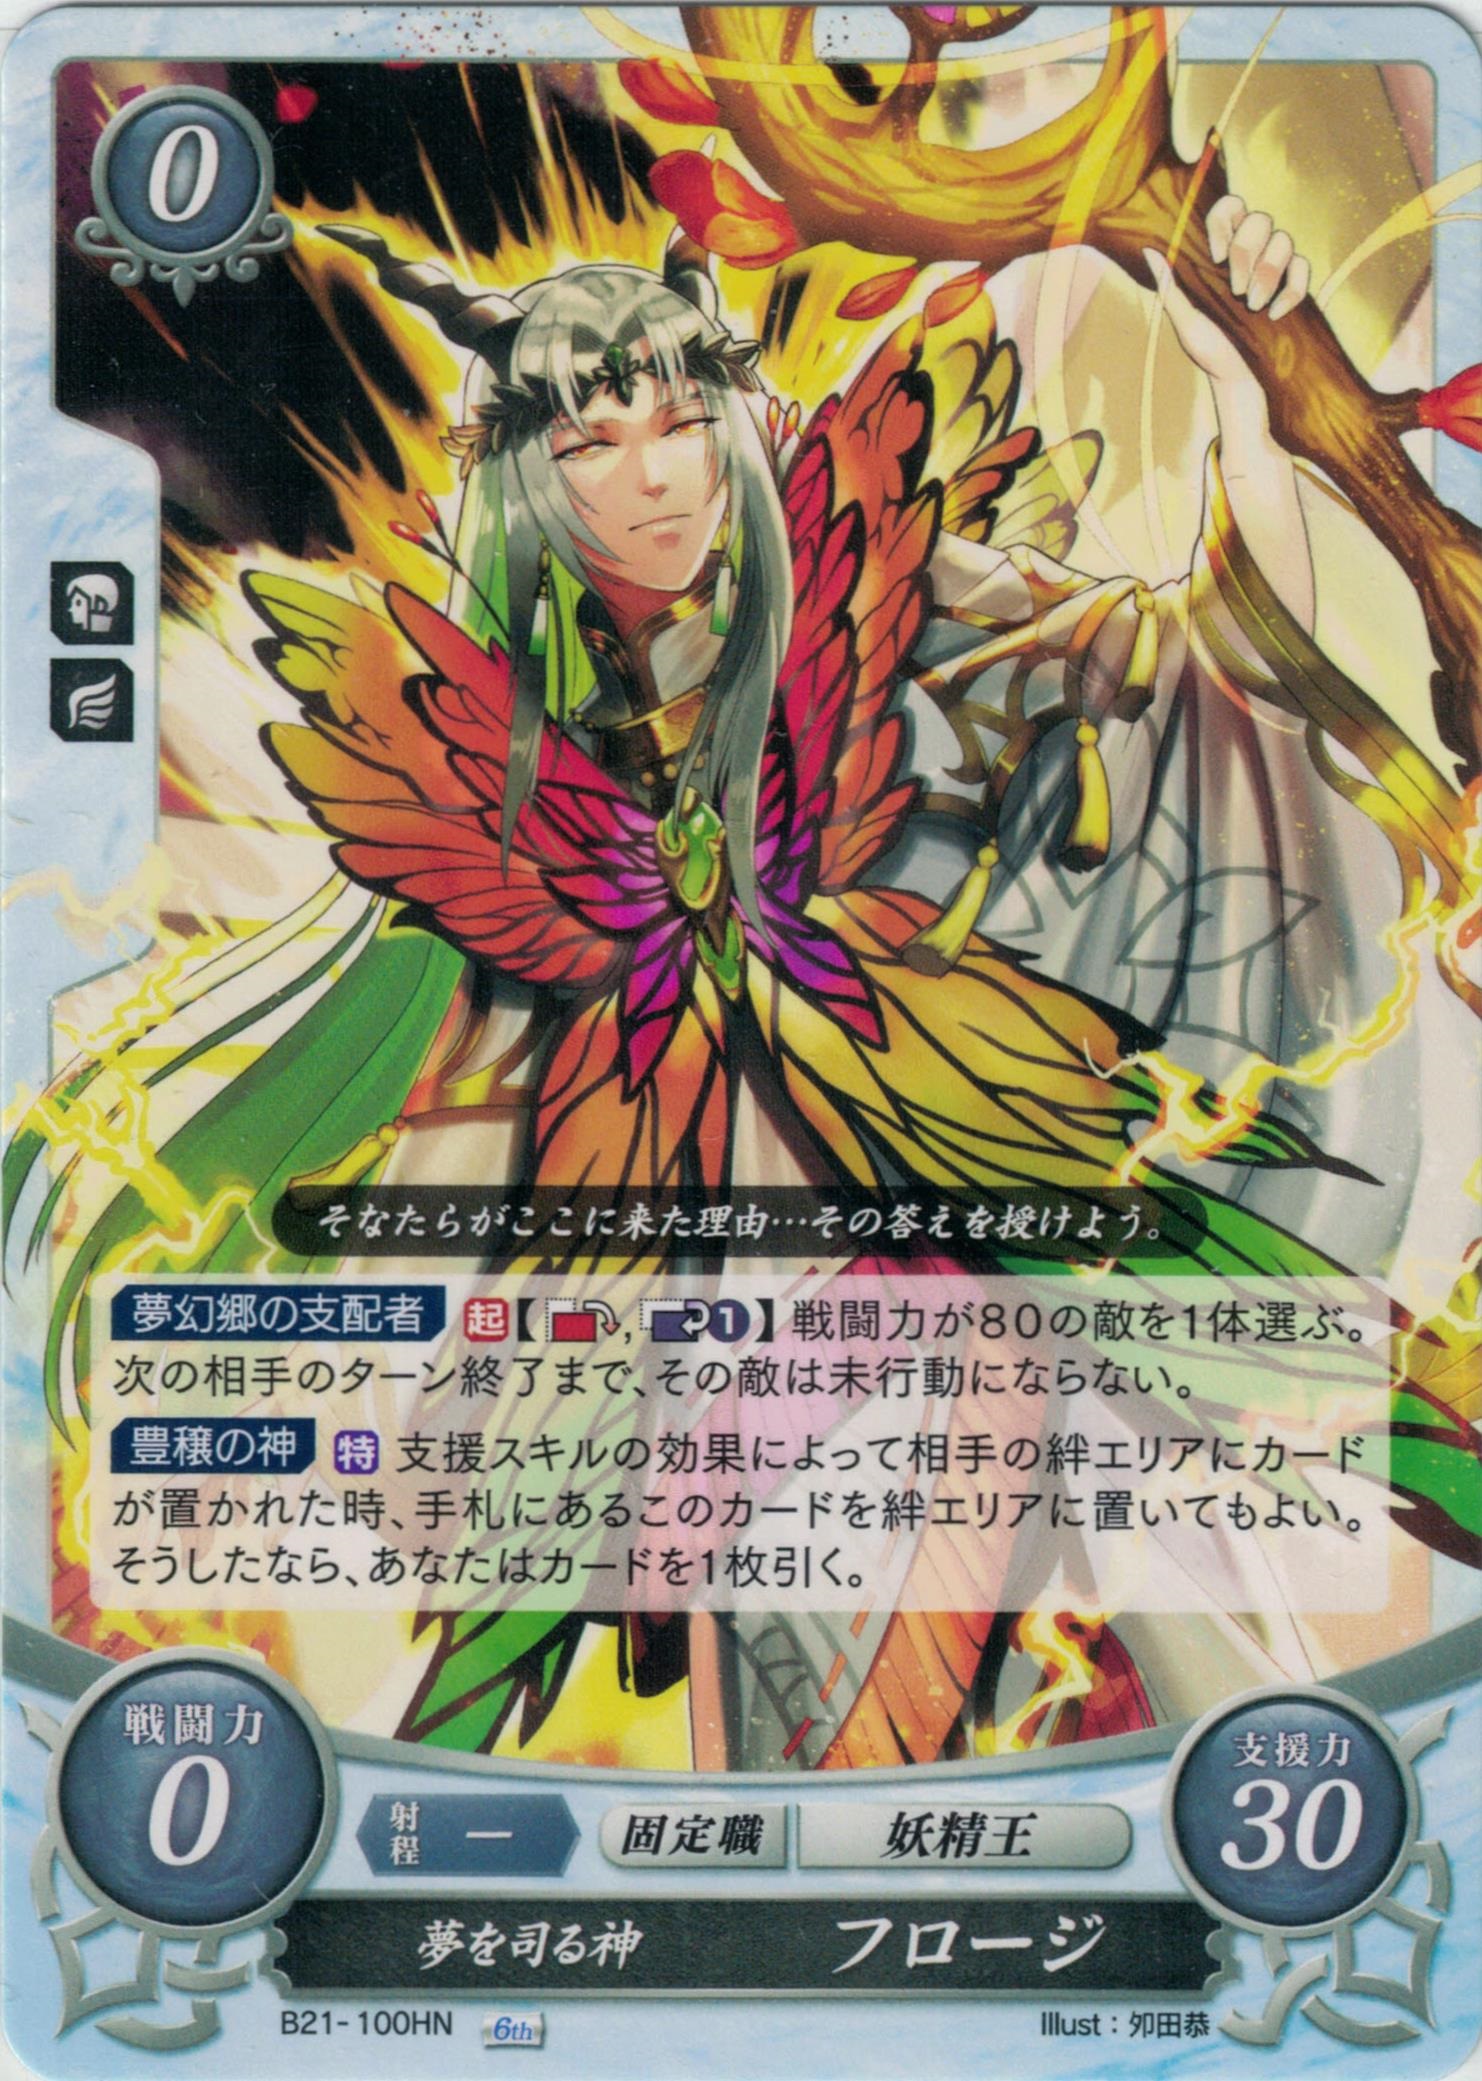 0
そなたらがここに来た理由…その答えを授けよう。
夢幻郷の支配者 起【 , 1】戦闘力が80の敵を1体選ぶ。
次の相手のターン終了まで、その敵は未行動にならない。
豊穣の神 特 支援スキルの効果によって相手の絆エリアにカード
が置かれた時、手札にあるこのカードを絆エリアに置いてもよい。
そうしたなら、あなたはカードを1枚引く。
戦闘力
0
射程 —
固定職
妖精王
支援力
30
夢を司る神 フロージ
B21-100HN 6th
Illust：夘田恭